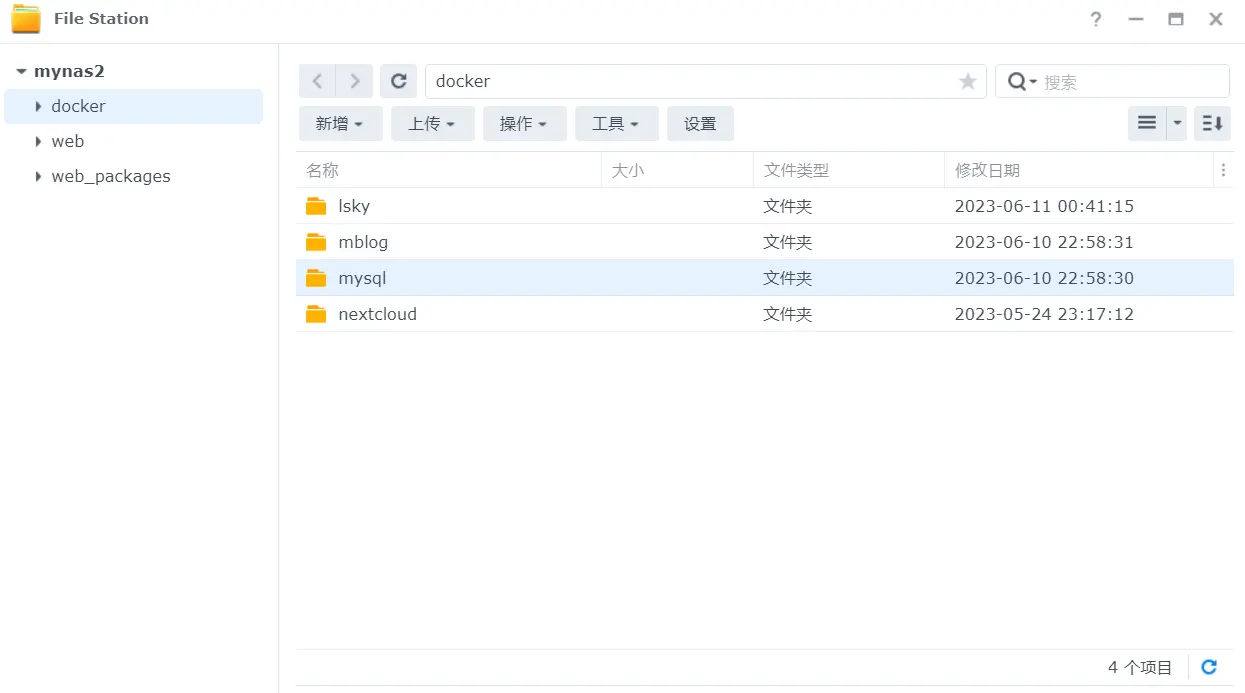 File Station
mynas2
docker
web
web_packages
docker
搜索
新增 上传 操作 工具 设置
名称 大小 文件类型 修改日期
lsky 文件夹 2023-06-11 00:41:15
mblog 文件夹 2023-06-10 22:58:31
mysql 文件夹 2023-06-10 22:58:30
nextcloud 文件夹 2023-05-24 23:17:12
4 个项目